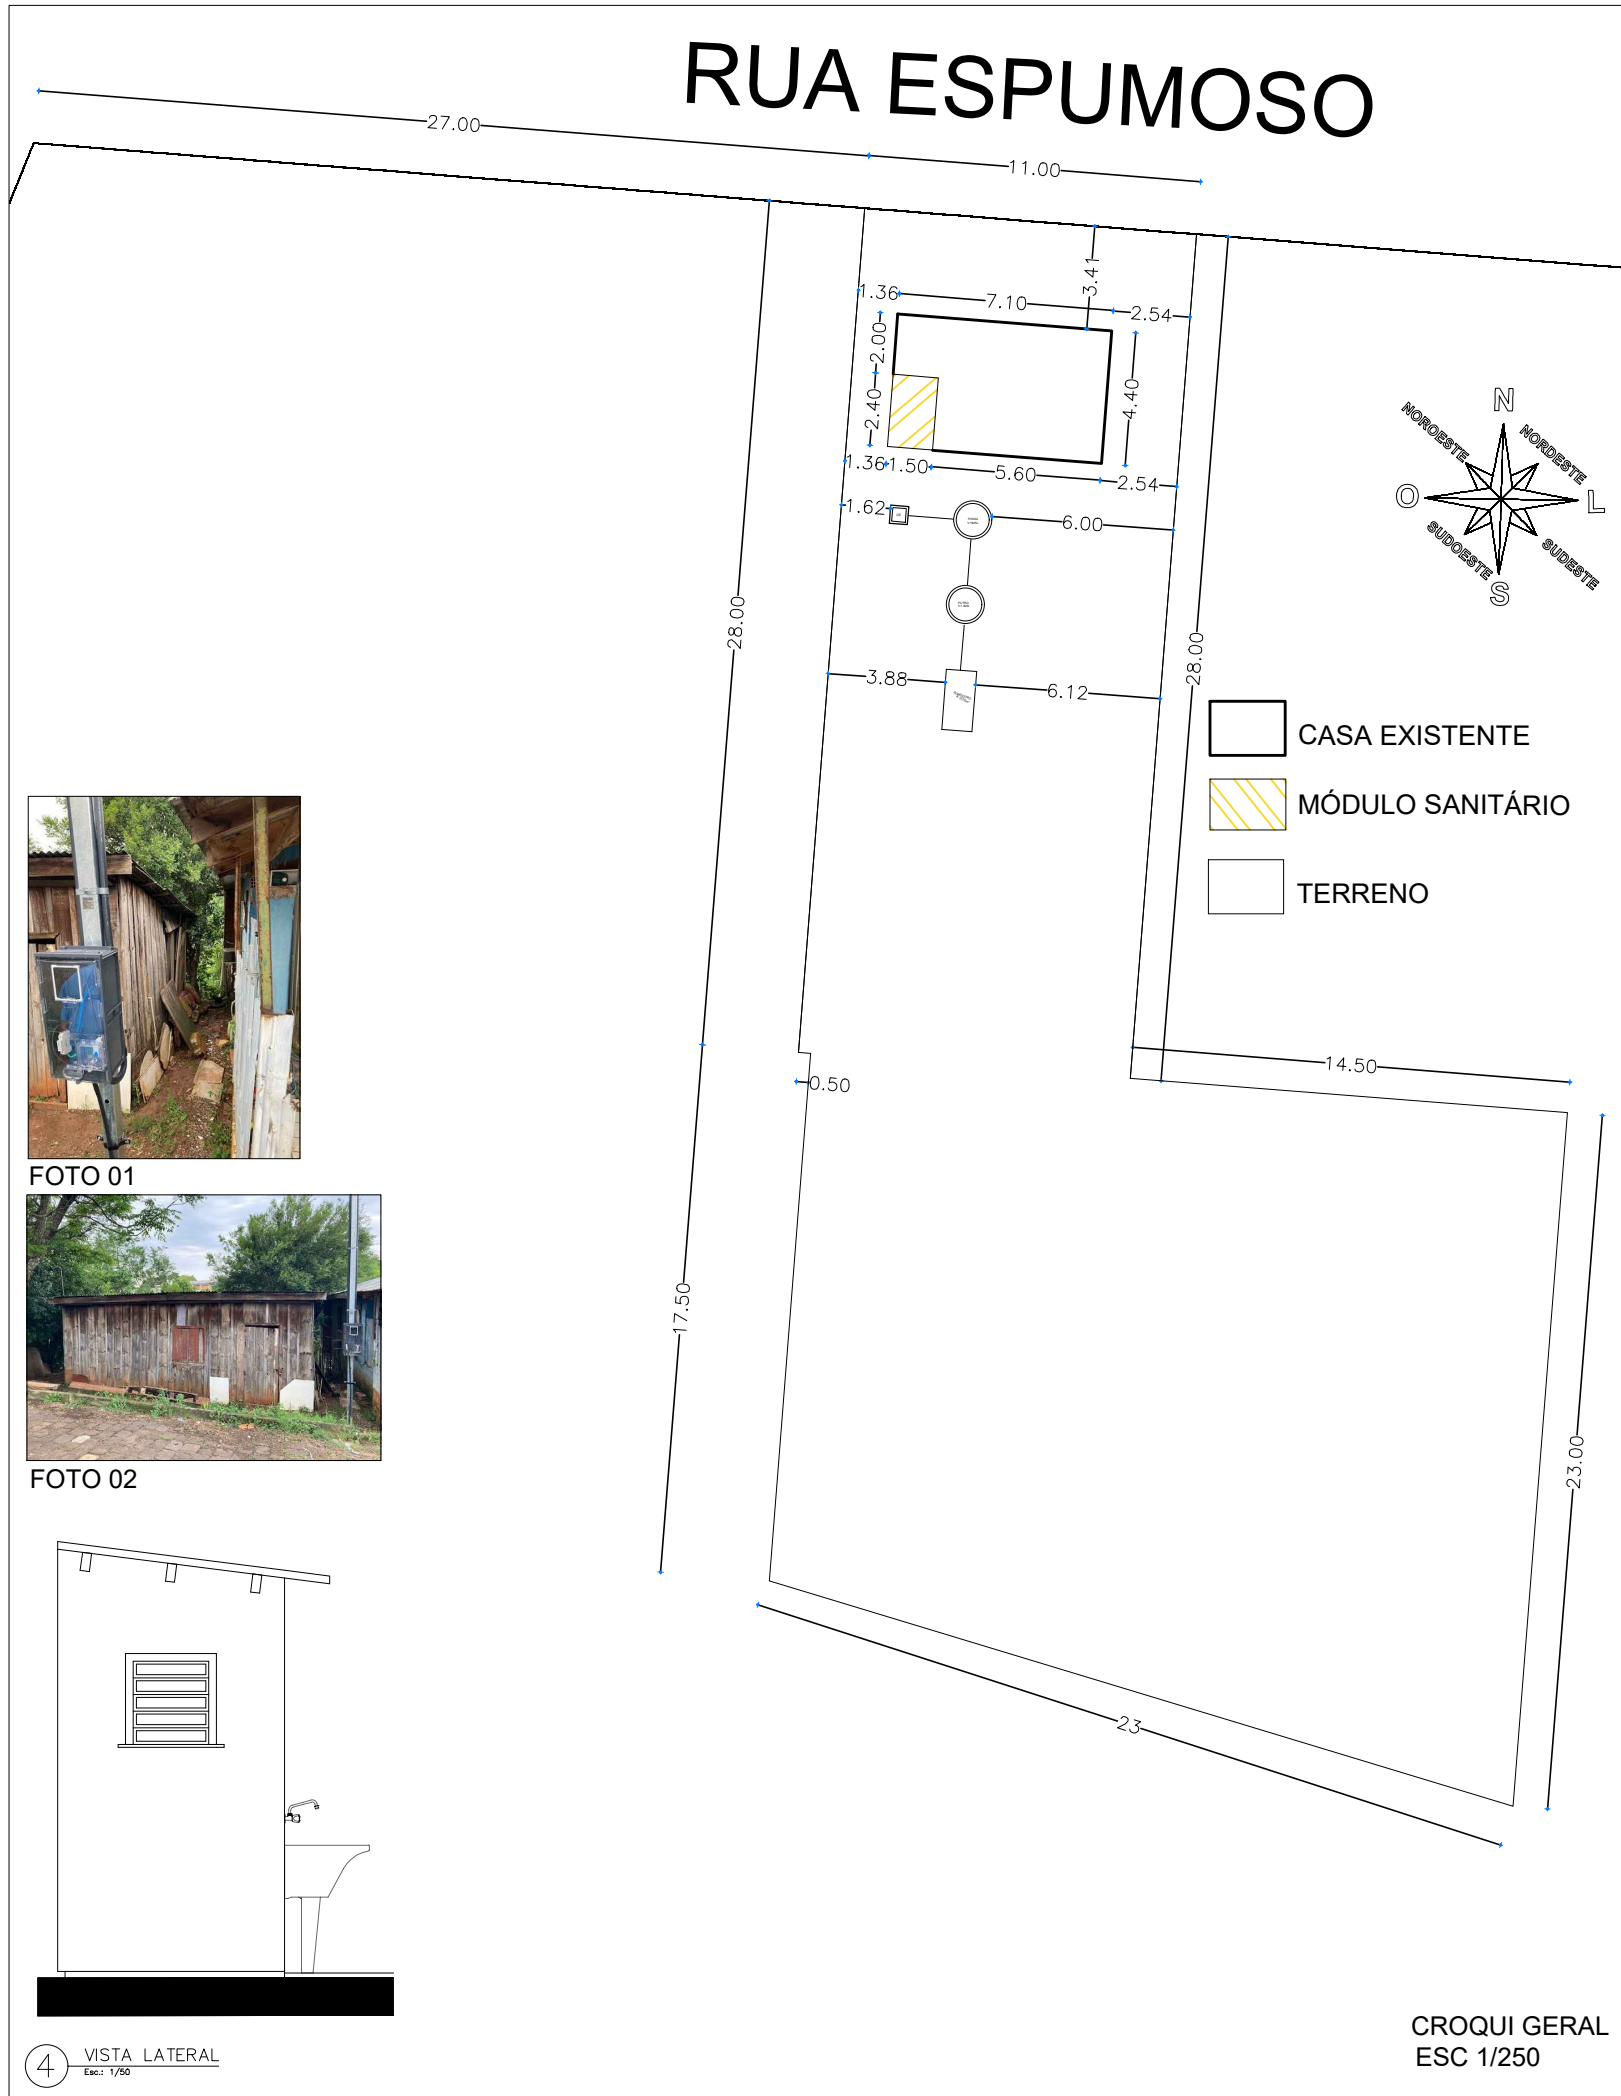 RUA ESPUMOSO
27.00
11.00
3.41
1.36
7.10
2.54
2.00
2.40
4.40
1.36
1.50
5.60
2.54
1.62
6.00
28.00
28.00
3.88
6.12
N
NOROESTE
NORDESTE
O
L
SUDOESTE
SUDESTE
S
CASA EXISTENTE
MÓDULO SANITÁRIO
TERRENO
FOTO 01
14.50
0.50
17.50
23.00
FOTO 02
23
4
VISTA LATERAL
Esc.: 1/50
CROQUI GERAL
ESC 1/250